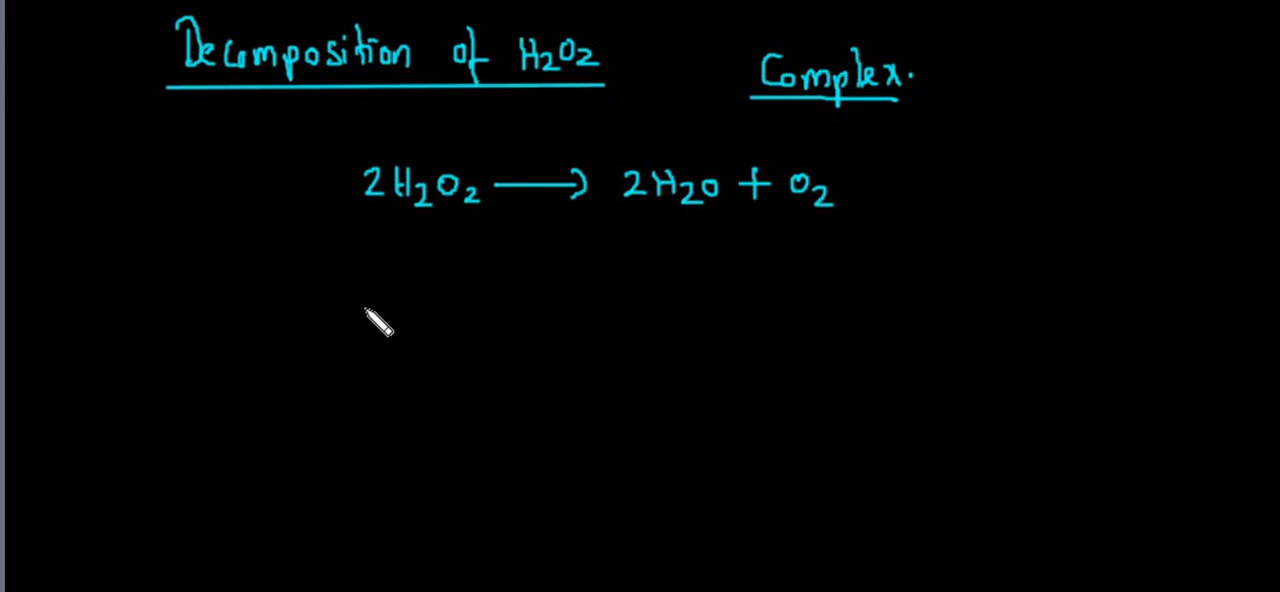 Decomposition of H₂O₂
Complex.
2H₂O₂ ⟶ 2H₂O + O₂